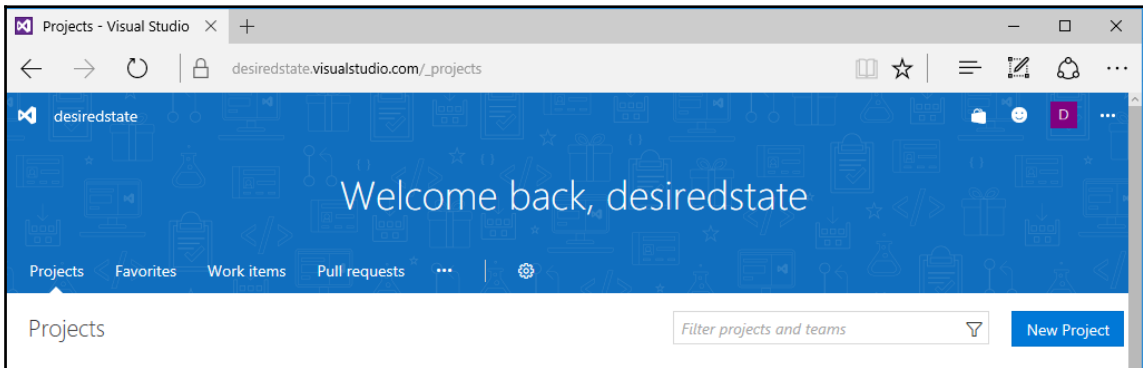 Projects - Visual Studio
desiredstate.visualstudio.com/_projects
desiredstate D
Welcome back, desiredstate
Projects Favorites Work items Pull requests
Projects Filter projects and teams New Project